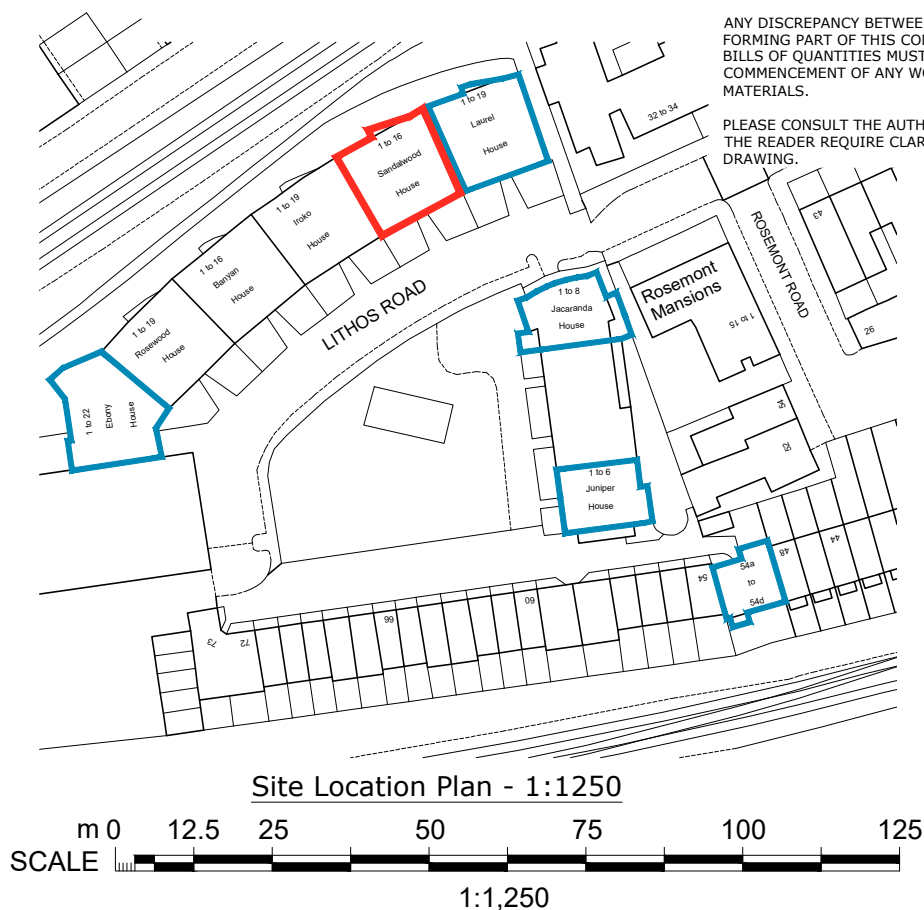 ANY DISCREPANCY BETWEE
FORMING PART OF THIS CO
BILLS OF QUANTITIES MUST
COMMENCEMENT OF ANY W
MATERIALS.
PLEASE CONSULT THE AUTH
THE READER REQUIRE CLAR
DRAWING.
32 to 34
1 to 19
Laurel
House
1 to 16
Sandalwood
House
1 to 19
Iroko
House
1 to 16
Banyan
House
1 to 19
Rosewood
House
1 to 22
Ebony
House
LITHOS ROAD
1 to 8
Jacaranda
House
Rosemont
Mansions
1 to 15
ROSEMONT ROAD
43
26
54
52
1 to 6
Juniper
House
54a
to
54d
48
44
54
60
66
72
73
Site Location Plan - 1:1250
m 0 12.5 25 50 75 100 125
SCALE
1:1,250